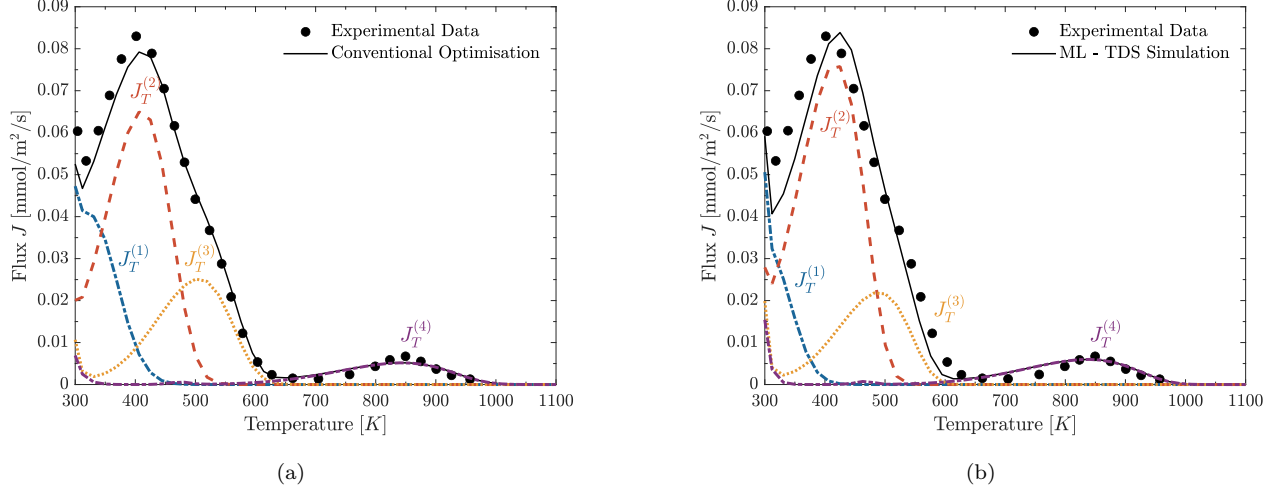 0.09
0.08
0.07
0.06
0.05
0.04
0.03
0.02
0.01
0
Flux J [mmol/m²/s]
300 400 500 600 700 800 900 1000 1100
Temperature [K]
Experimental Data
Conventional Optimisation
J_T^(2)
J_T^(1)
J_T^(3)
J_T^(4)
(a)
0.09
0.08
0.07
0.06
0.05
0.04
0.03
0.02
0.01
0
Flux J [mmol/m²/s]
300 400 500 600 700 800 900 1000 1100
Temperature [K]
Experimental Data
ML - TDS Simulation
J_T^(2)
J_T^(1)
J_T^(3)
J_T^(4)
(b)